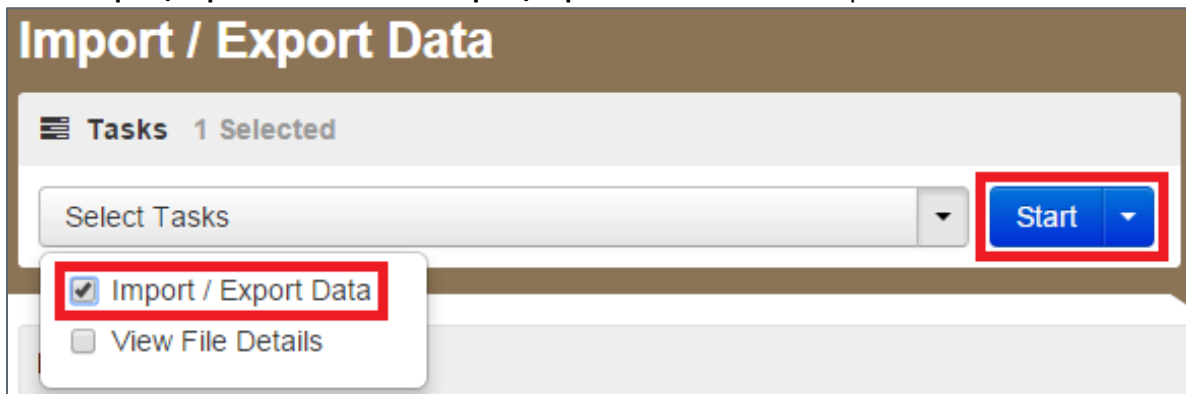 Import / Export Data
Tasks 1 Selected
Select Tasks
Start
Import / Export Data
View File Details